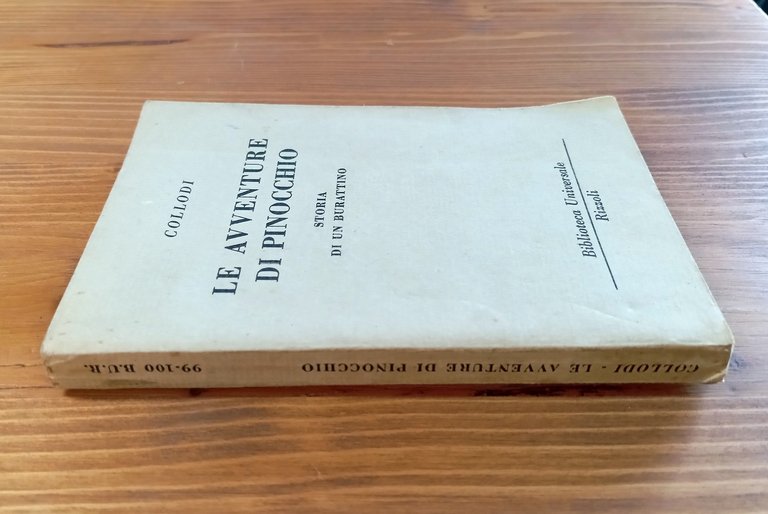 COLLODI
LE AVVENTURE
DI PINOCCHIO
STORIA
DI UN BURATTINO
Biblioteca Universale
Rizzoli
COLLODI - LE AVVENTURE DI PINOCCHIO 99-100 B.U.R.